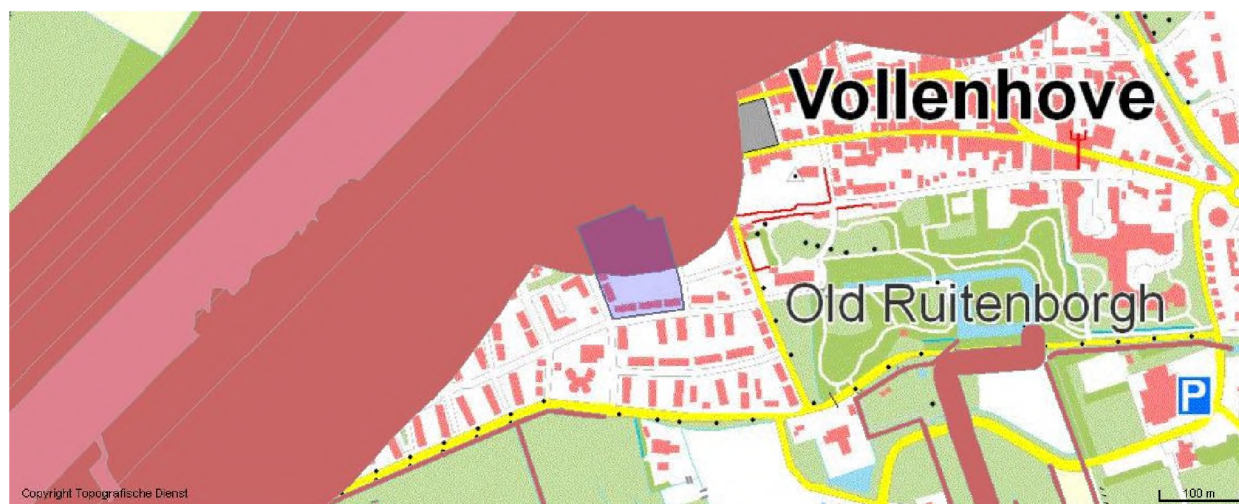 Vollenhove
Old Ruitenborgh
P
Copyright Topografische Dienst
100 m